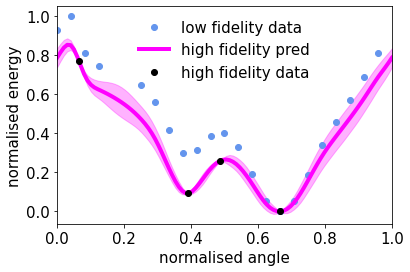 low fidelity data
high fidelity pred
high fidelity data
normalised energy
1.0
0.8
0.6
0.4
0.2
0.0
0.0 0.2 0.4 0.6 0.8 1.0
normalised angle